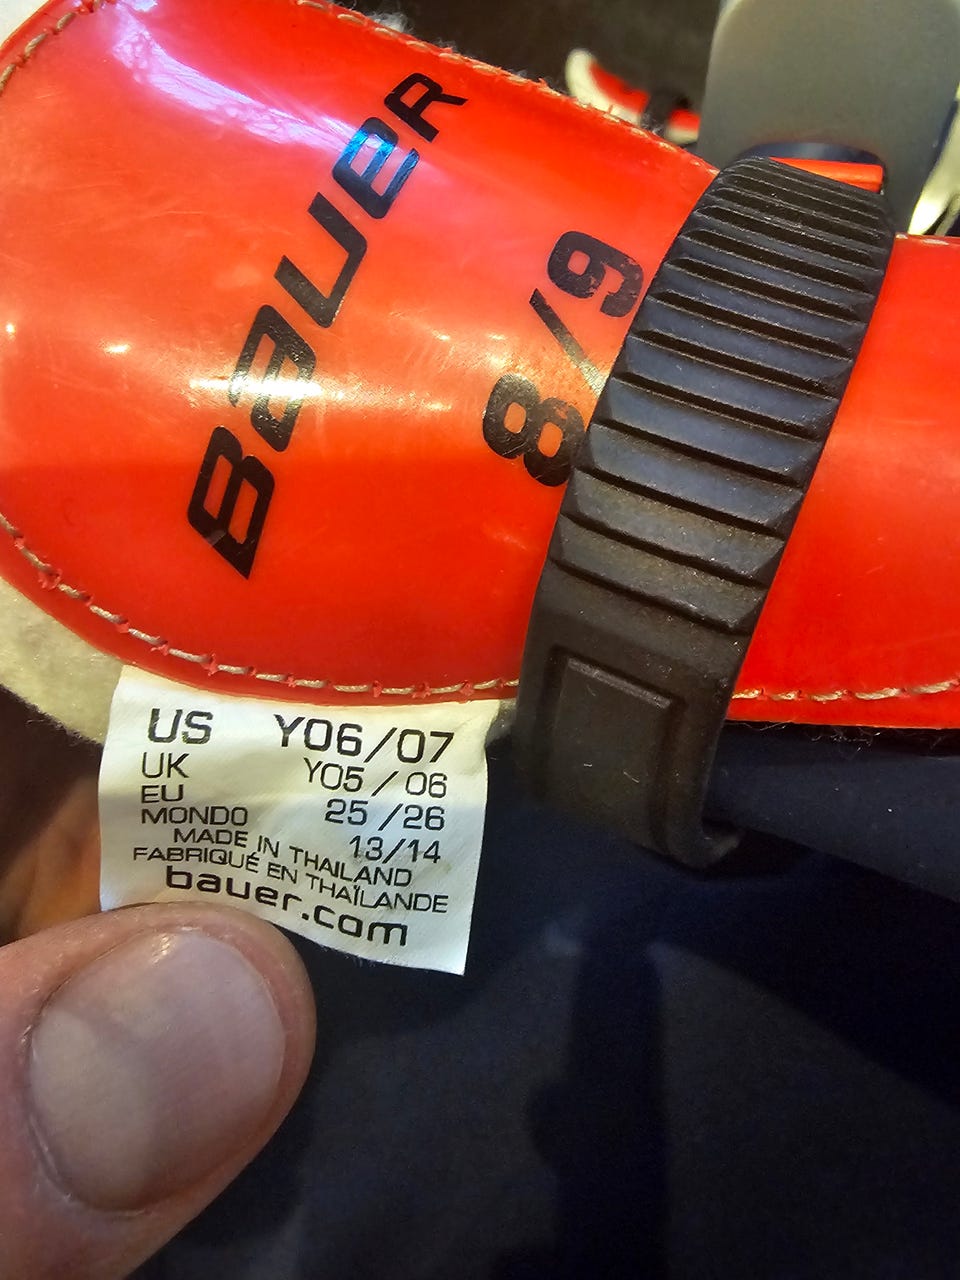 BAUER
8/9
US Y06/07
UK Y05/06
EU 25/26
MONDO 13/14
MADE IN THAILAND
FABRIQUÉ EN THAÏLANDE
bauer.com